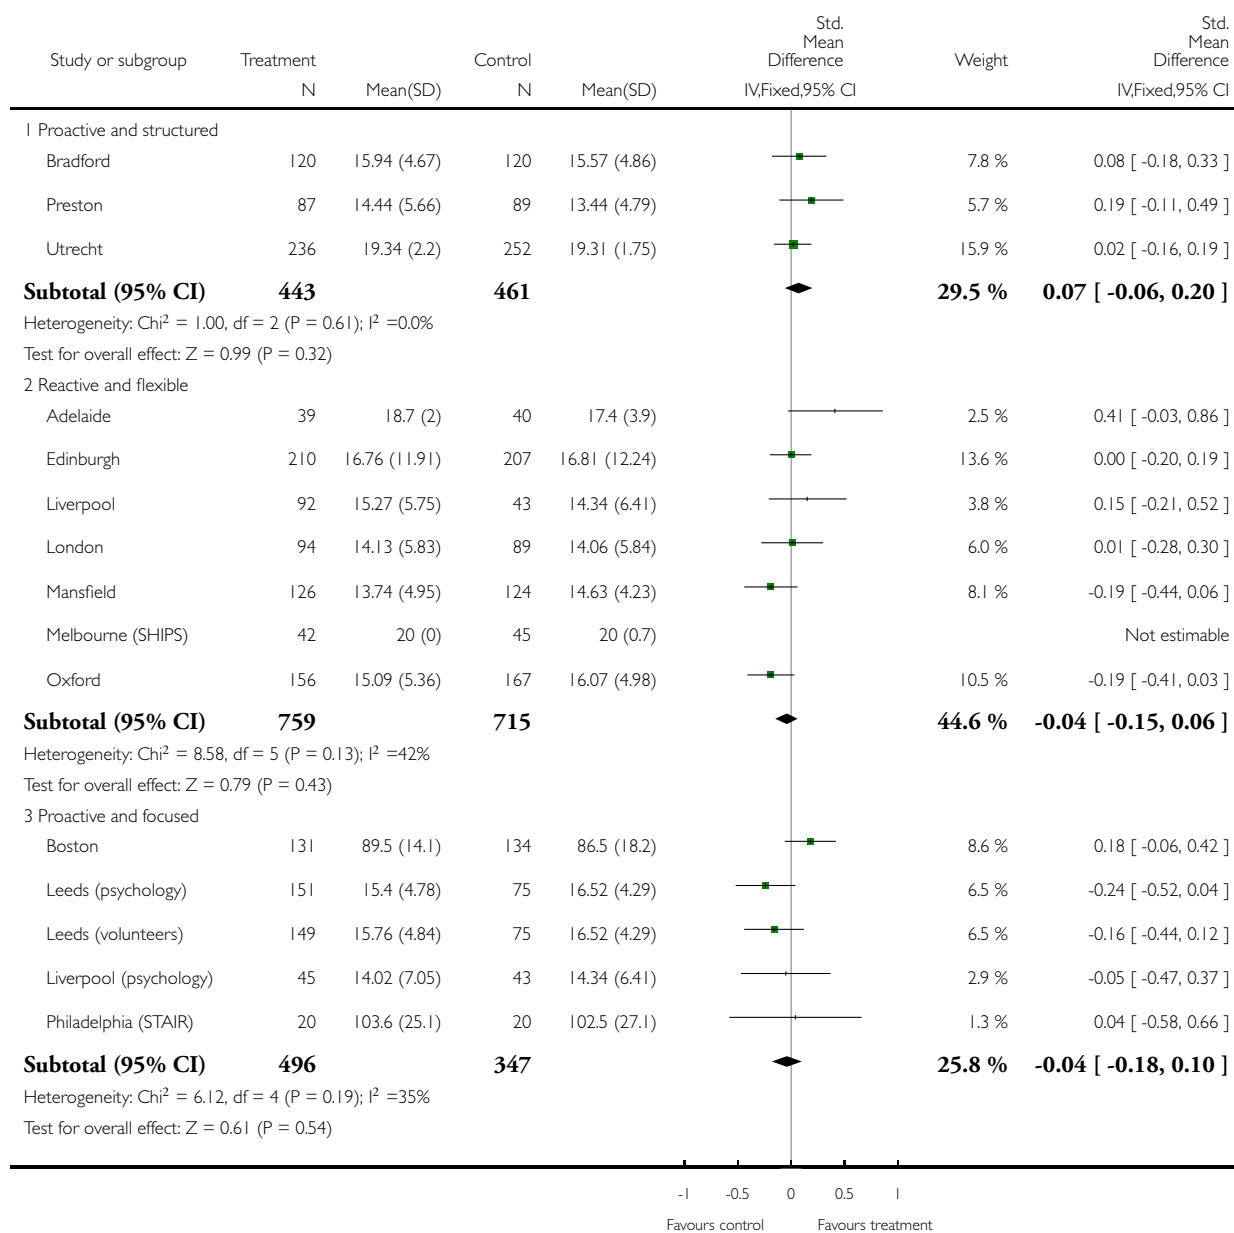 Std. Std.
Mean Mean
Study or subgroup Treatment Control Difference Weight Difference
N Mean(SD) N Mean(SD) IV,Fixed,95% CI IV,Fixed,95% CI
1 Proactive and structured
Bradford 120 15.94 (4.67) 120 15.57 (4.86) 7.8 % 0.08 [ -0.18, 0.33 ]
Preston 87 14.44 (5.66) 89 13.44 (4.79) 5.7 % 0.19 [ -0.11, 0.49 ]
Utrecht 236 19.34 (2.2) 252 19.31 (1.75) 15.9 % 0.02 [ -0.16, 0.19 ]
Subtotal (95% CI) 443 461 29.5 % 0.07 [ -0.06, 0.20 ]
Heterogeneity: Chi² = 1.00, df = 2 (P = 0.61); I² =0.0%
Test for overall effect: Z = 0.99 (P = 0.32)
2 Reactive and flexible
Adelaide 39 18.7 (2) 40 17.4 (3.9) 2.5 % 0.41 [ -0.03, 0.86 ]
Edinburgh 210 16.76 (11.91) 207 16.81 (12.24) 13.6 % 0.00 [ -0.20, 0.19 ]
Liverpool 92 15.27 (5.75) 43 14.34 (6.41) 3.8 % 0.15 [ -0.21, 0.52 ]
London 94 14.13 (5.83) 89 14.06 (5.84) 6.0 % 0.01 [ -0.28, 0.30 ]
Mansfield 126 13.74 (4.95) 124 14.63 (4.23) 8.1 % -0.19 [ -0.44, 0.06 ]
Melbourne (SHIPS) 42 20 (0) 45 20 (0.7) Not estimable
Oxford 156 15.09 (5.36) 167 16.07 (4.98) 10.5 % -0.19 [ -0.41, 0.03 ]
Subtotal (95% CI) 759 715 44.6 % -0.04 [ -0.15, 0.06 ]
Heterogeneity: Chi² = 8.58, df = 5 (P = 0.13); I² =42%
Test for overall effect: Z = 0.79 (P = 0.43)
3 Proactive and focused
Boston 131 89.5 (14.1) 134 86.5 (18.2) 8.6 % 0.18 [ -0.06, 0.42 ]
Leeds (psychology) 151 15.4 (4.78) 75 16.52 (4.29) 6.5 % -0.24 [ -0.52, 0.04 ]
Leeds (volunteers) 149 15.76 (4.84) 75 16.52 (4.29) 6.5 % -0.16 [ -0.44, 0.12 ]
Liverpool (psychology) 45 14.02 (7.05) 43 14.34 (6.41) 2.9 % -0.05 [ -0.47, 0.37 ]
Philadelphia (STAIR) 20 103.6 (25.1) 20 102.5 (27.1) 1.3 % 0.04 [ -0.58, 0.66 ]
Subtotal (95% CI) 496 347 25.8 % -0.04 [ -0.18, 0.10 ]
Heterogeneity: Chi² = 6.12, df = 4 (P = 0.19); I² =35%
Test for overall effect: Z = 0.61 (P = 0.54)
-1 -0.5 0 0.5 1
Favours control Favours treatment